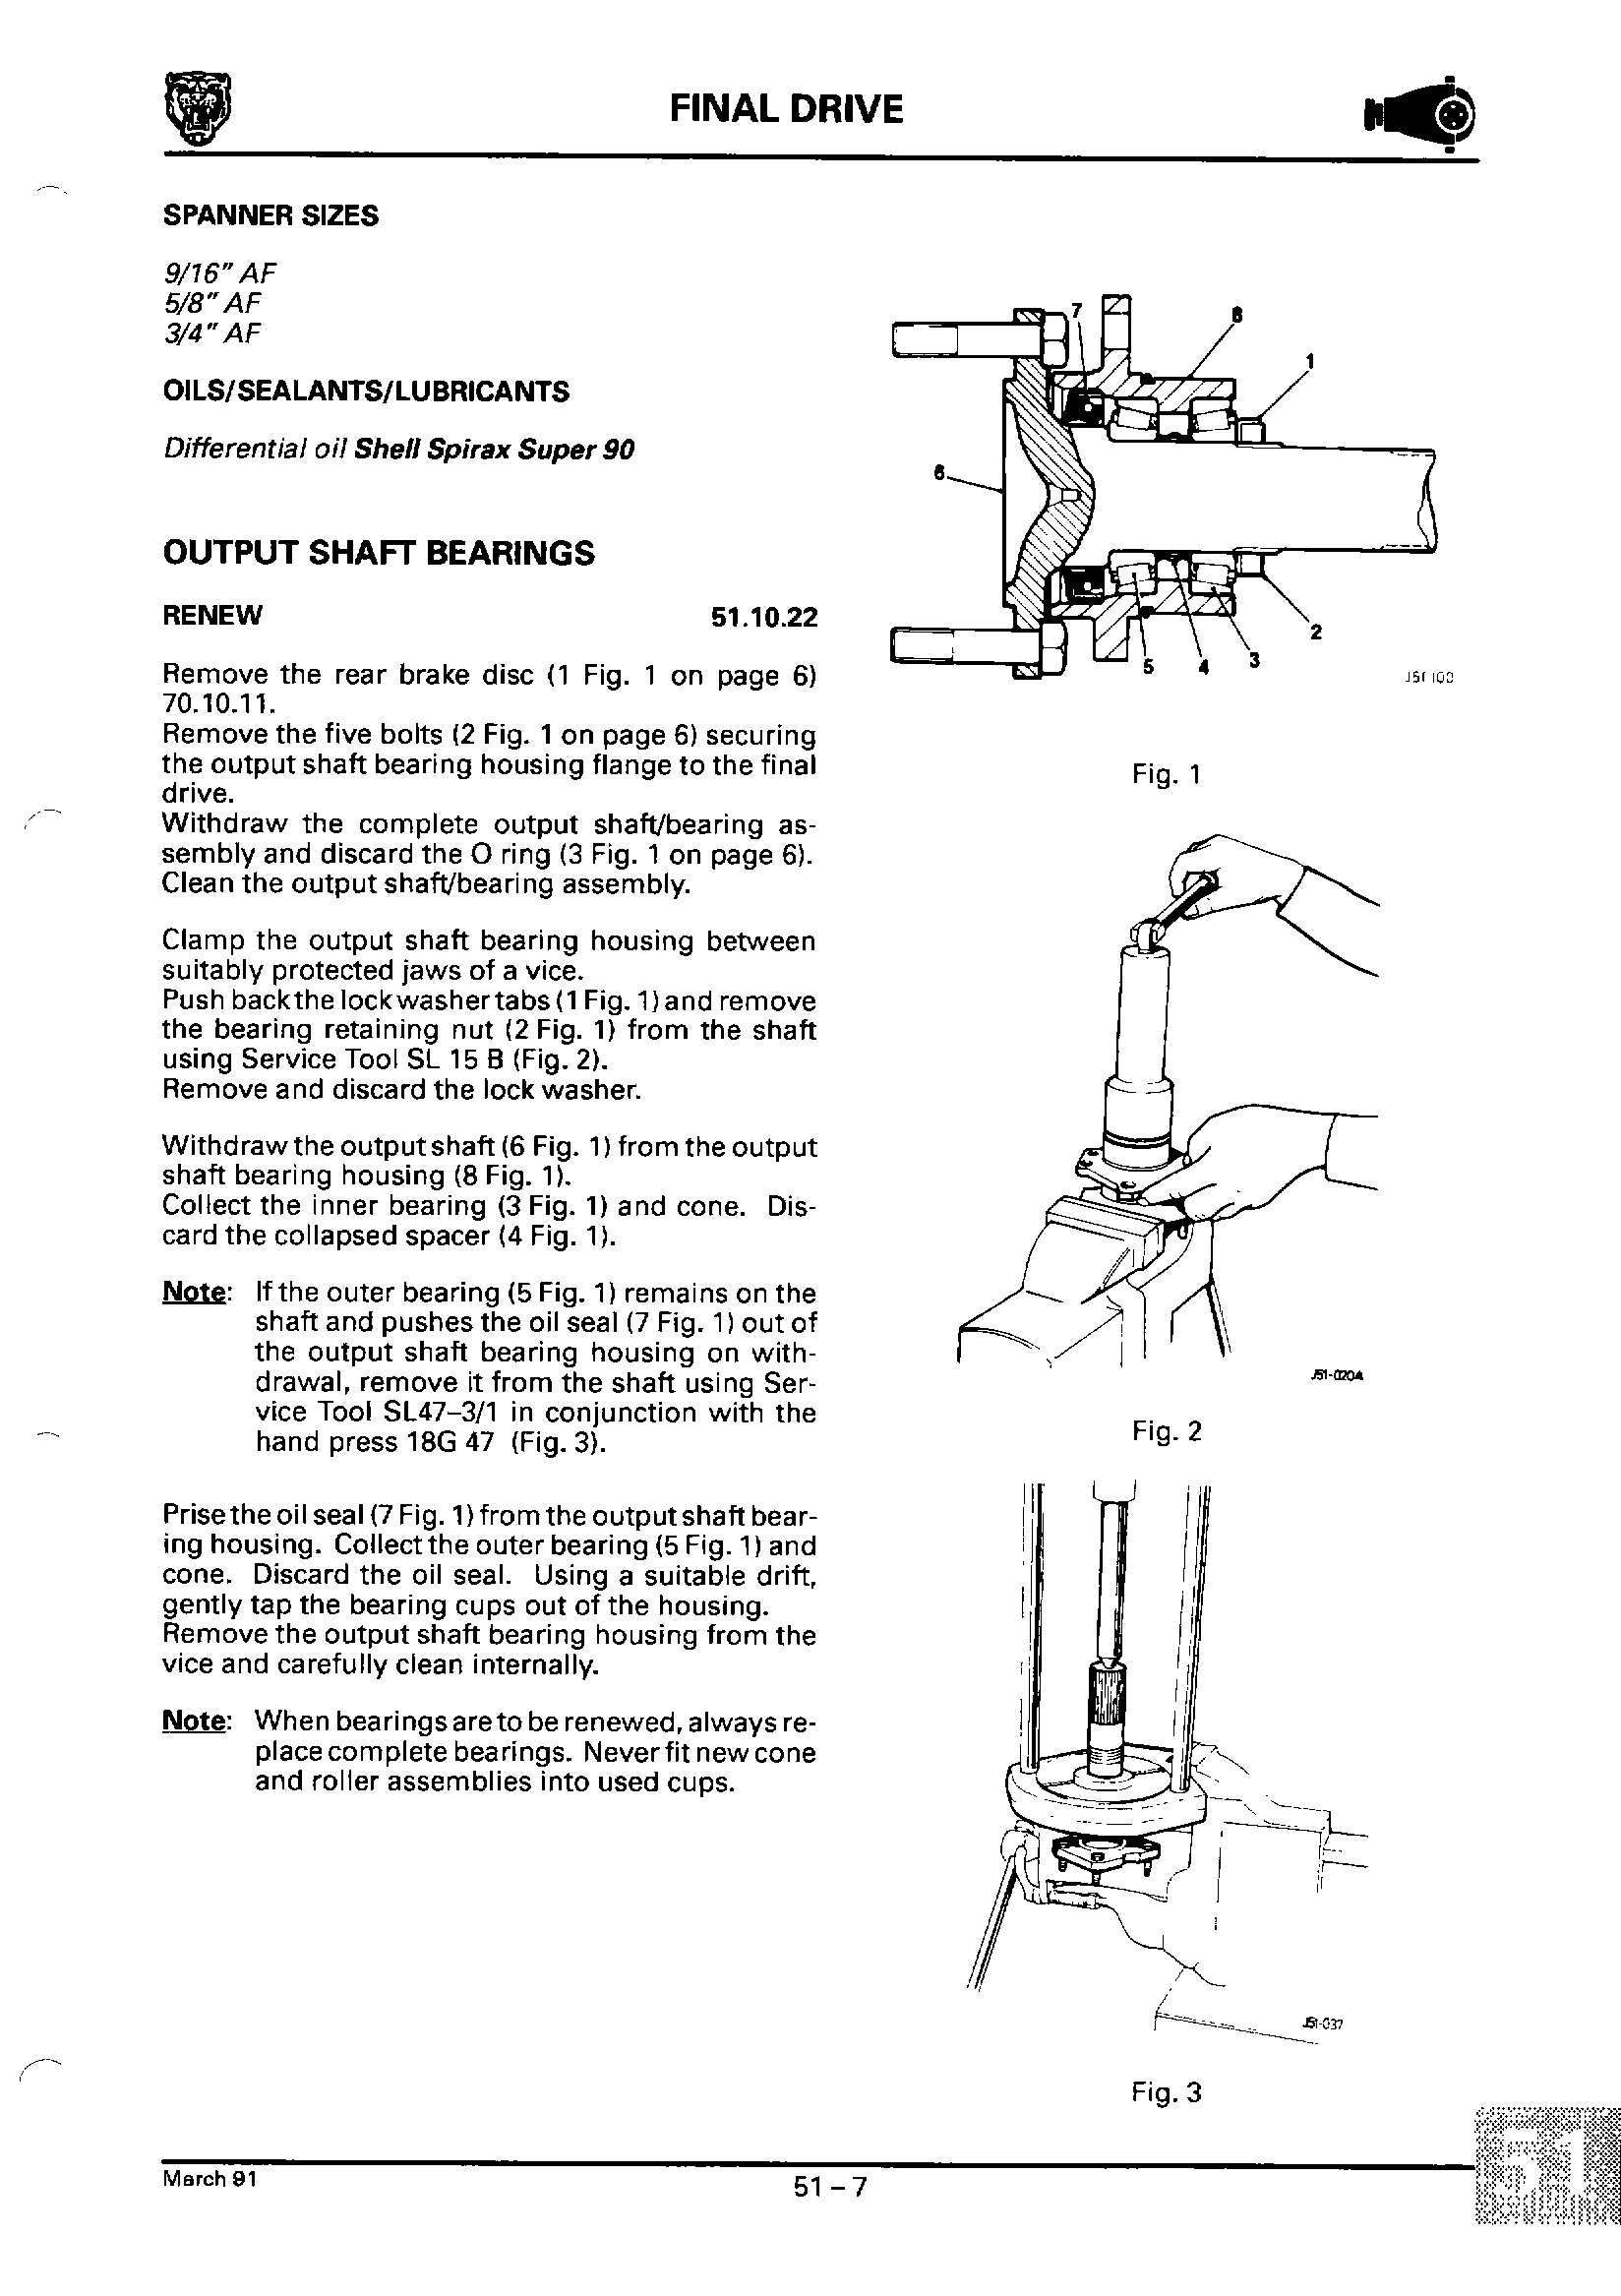 FINAL DRIVE
SPANNER SIZES
9/16" AF
5/8" AF
3/4" AF
OILS/SEALANTS/LUBRICANTS
Differential oil Shell Spirax Super 90
OUTPUT SHAFT BEARINGS
RENEW 51.10.22
Remove the rear brake disc (1 Fig. 1 on page 6)
70.10.11.
Remove the five bolts (2 Fig. 1 on page 6) securing
the output shaft bearing housing flange to the final
drive.
Withdraw the complete output shaft/bearing as-
sembly and discard the O ring (3 Fig. 1 on page 6).
Clean the output shaft/bearing assembly.
Clamp the output shaft bearing housing between
suitably protected jaws of a vice.
Push back the lock washer tabs (1 Fig. 1) and remove
the bearing retaining nut (2 Fig. 1) from the shaft
using Service Tool SL 15 B (Fig. 2).
Remove and discard the lock washer.
Withdraw the output shaft (6 Fig. 1) from the output
shaft bearing housing (8 Fig. 1).
Collect the inner bearing (3 Fig. 1) and cone. Dis-
card the collapsed spacer (4 Fig. 1).
Note: If the outer bearing (5 Fig. 1) remains on the
shaft and pushes the oil seal (7 Fig. 1) out of
the output shaft bearing housing on with-
drawal, remove it from the shaft using Ser-
vice Tool SL47–3/1 in conjunction with the
hand press 18G 47 (Fig. 3).
Prise the oil seal (7 Fig. 1) from the output shaft bear-
ing housing. Collect the outer bearing (5 Fig. 1) and
cone. Discard the oil seal. Using a suitable drift,
gently tap the bearing cups out of the housing.
Remove the output shaft bearing housing from the
vice and carefully clean internally.
Note: When bearings are to be renewed, always re-
place complete bearings. Never fit new cone
and roller assemblies into used cups.
7
8
1
6
2
5
4
3
Fig. 1
J51-020A
Fig. 2
J51-037
Fig. 3
51
March 91
51 – 7